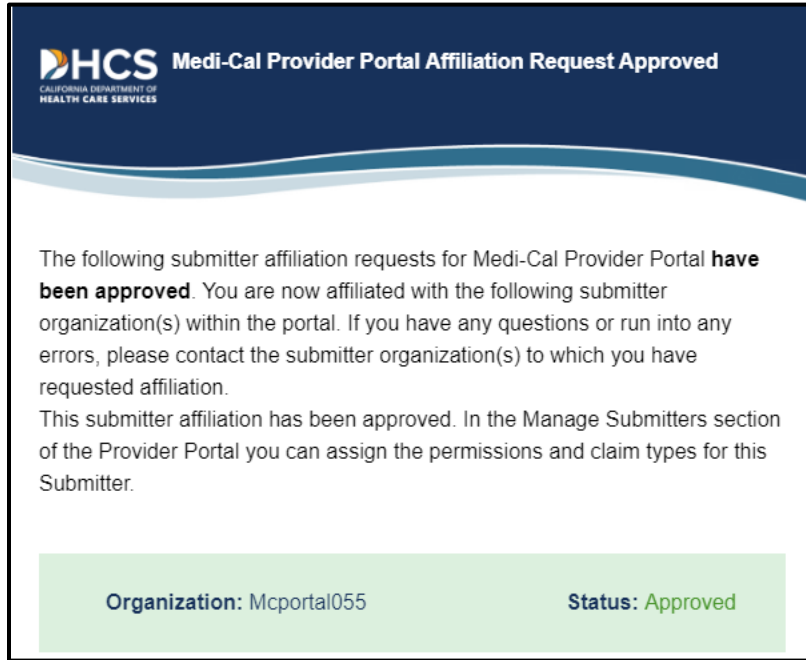 DHCS
CALIFORNIA DEPARTMENT OF
HEALTH CARE SERVICES
Medi-Cal Provider Portal Affiliation Request Approved
The following submitter affiliation requests for Medi-Cal Provider Portal have
been approved. You are now affiliated with the following submitter
organization(s) within the portal. If you have any questions or run into any
errors, please contact the submitter organization(s) to which you have
requested affiliation.
This submitter affiliation has been approved. In the Manage Submitters section
of the Provider Portal you can assign the permissions and claim types for this
Submitter.
Organization: Mcportal055 Status: Approved